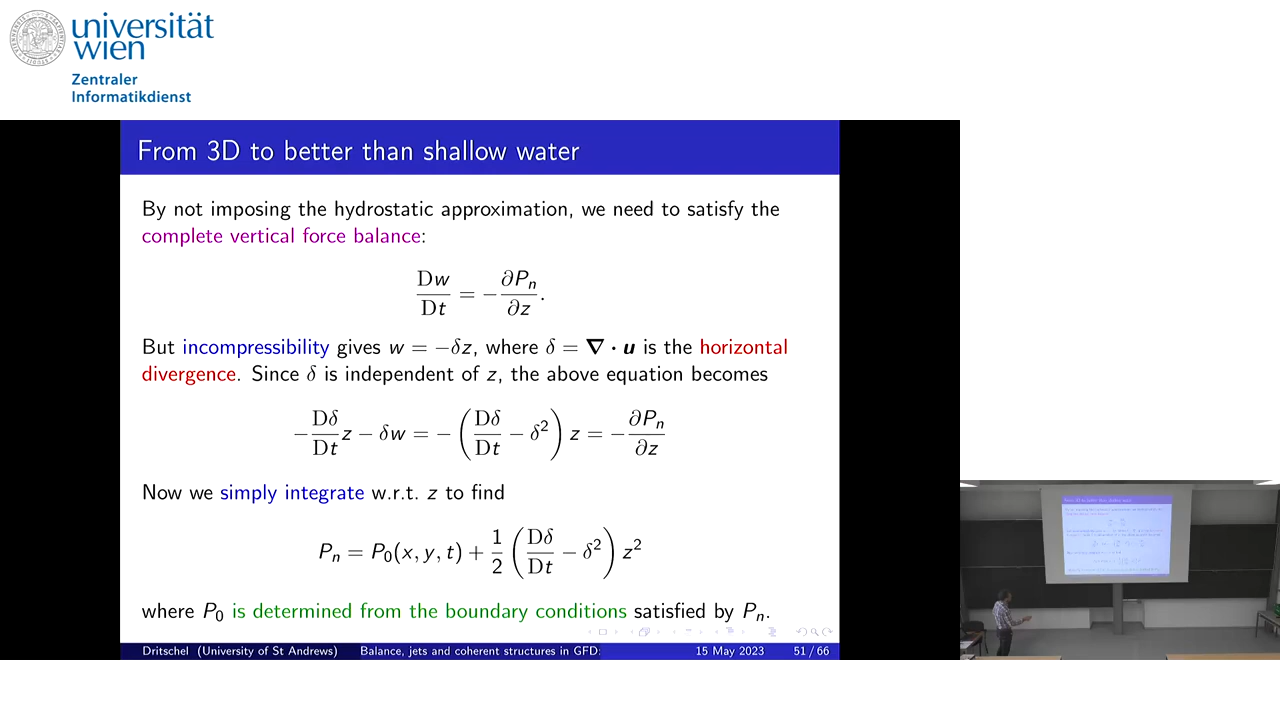 universität
wien
Zentraler
Informatikdienst
From 3D to better than shallow water
By not imposing the hydrostatic approximation, we need to satisfy the
complete vertical force balance:
Dw/Dt = −∂Pₙ/∂z.
But incompressibility gives w = −δz, where δ = ∇ · u is the horizontal
divergence. Since δ is independent of z, the above equation becomes
−Dδ/Dt z − δw = −(Dδ/Dt − δ²) z = −∂Pₙ/∂z
Now we simply integrate w.r.t. z to find
Pₙ = P₀(x, y, t) + 1/2 (Dδ/Dt − δ²) z²
where P₀ is determined from the boundary conditions satisfied by Pₙ.
Dritschel (University of St Andrews) Balance, jets and coherent structures in GFD: 15 May 2023 51 / 66